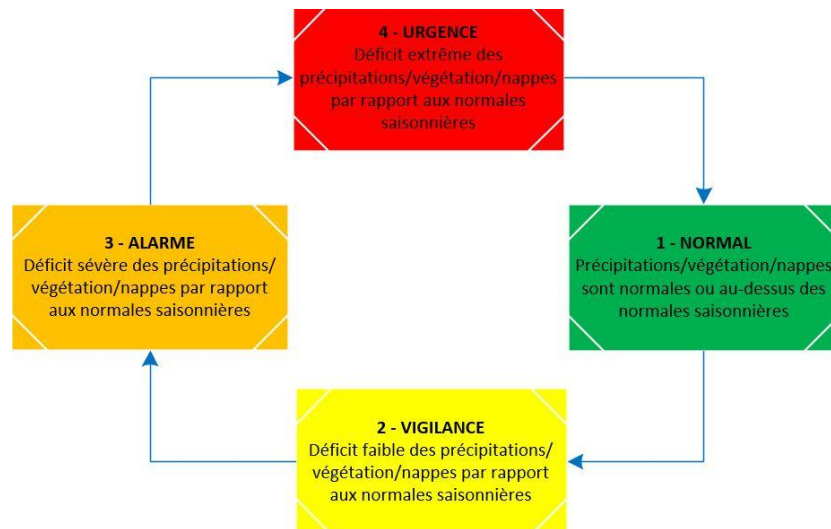 4 - URGENCE
Déficit extrême des
précipitations/végétation/nappes
par rapport aux normales
saisonnières
3 - ALARME
Déficit sévère des précipitations/
végétation/nappes par rapport
aux normales saisonnières
1 - NORMAL
Précipitations/végétation/nappes
sont normales ou au-dessus des
normales saisonnières
2 - VIGILANCE
Déficit faible des précipitations/
végétation/nappes par rapport
aux normales saisonnières